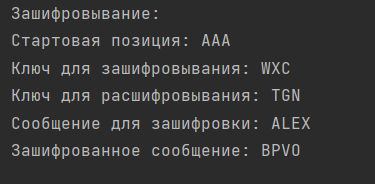 Зашифровывание:
Стартовая позиция: AAA
Ключ для зашифровывания: WXC
Ключ для расшифровывания: TGN
Сообщение для зашифровки: ALEX
Зашифрованное сообщение: BPVO